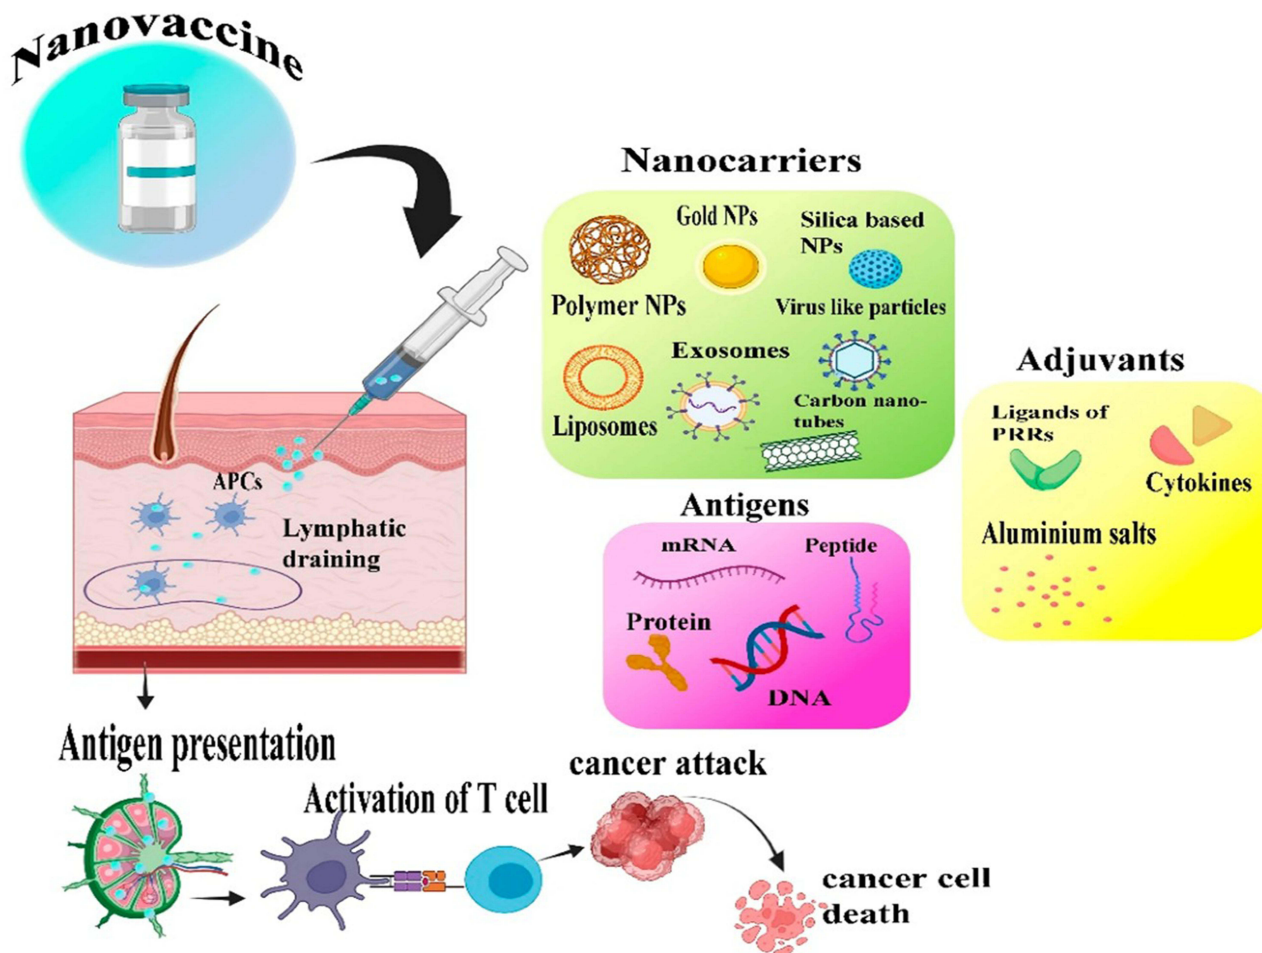 Nanovaccine
Nanocarriers
Gold NPs
Silica based
NPs
Polymer NPs
Virus like particles
Exosomes
Liposomes
Carbon nano-
tubes
Adjuvants
Ligands of
PRRs
Cytokines
Aluminium salts
APCs
Lymphatic
draining
Antigens
mRNA
Peptide
Protein
DNA
Antigen presentation
Activation of T cell
cancer attack
cancer cell
death